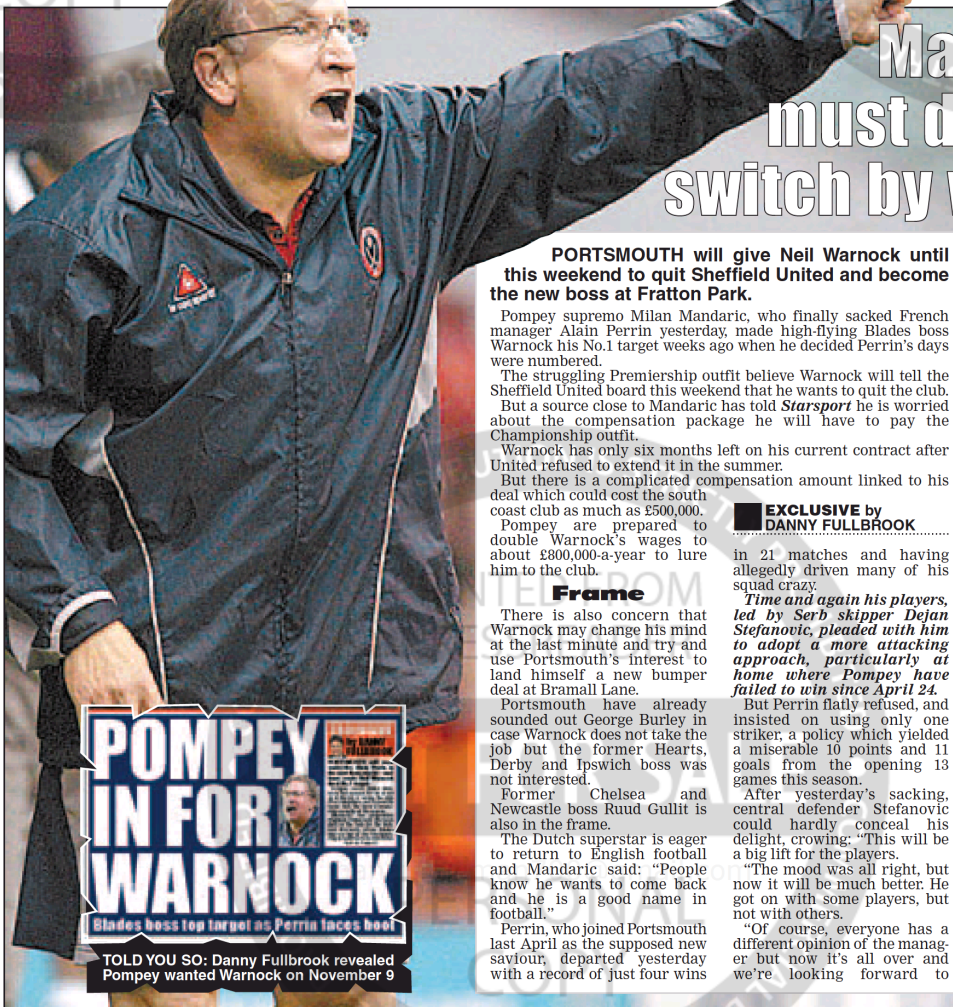 Ma
must d
switch by w
PORTSMOUTH will give Neil Warnock until
this weekend to quit Sheffield United and become
the new boss at Fratton Park.
Pompey supremo Milan Mandaric, who finally sacked French
manager Alain Perrin yesterday, made high-flying Blades boss
Warnock his No.1 target weeks ago when he decided Perrin's days
were numbered.
The struggling Premiership outfit believe Warnock will tell the
Sheffield United board this weekend that he wants to quit the club.
But a source close to Mandaric has told Starsport he is worried
about the compensation package he will have to pay the
Championship outfit.
Warnock has only six months left on his current contract after
United refused to extend it in the summer.
But there is a complicated compensation amount linked to his
deal which could cost the south
coast club as much as £500,000.
Pompey are prepared to
double Warnock's wages to
about £800,000-a-year to lure
him to the club.
Frame
There is also concern that
Warnock may change his mind
at the last minute and try and
use Portsmouth's interest to
land himself a new bumper
deal at Bramall Lane.
Portsmouth have already
sounded out George Burley in
case Warnock does not take the
job but the former Hearts,
Derby and Ipswich boss was
not interested.
Former Chelsea and
Newcastle boss Ruud Gullit is
also in the frame.
The Dutch superstar is eager
to return to English football
and Mandaric said: "People
know he wants to come back
and he is a good name in
football."
Perrin, who joined Portsmouth
last April as the supposed new
saviour, departed yesterday
with a record of just four wins
EXCLUSIVE by
DANNY FULLBROOK
in 21 matches and having
allegedly driven many of his
squad crazy.
Time and again his players,
led by Serb skipper Dejan
Stefanovic, pleaded with him
to adopt a more attacking
approach, particularly at
home where Pompey have
failed to win since April 24.
But Perrin flatly refused, and
insisted on using only one
striker, a policy which yielded
a miserable 10 points and 11
goals from the opening 13
games this season.
After yesterday's sacking,
central defender Stefanovic
could hardly conceal his
delight, crowing: "This will be
a big lift for the players.
"The mood was all right, but
now it will be much better. He
got on with some players, but
not with others.
"Of course, everyone has a
different opinion of the manag-
er but now it's all over and
we're looking forward to
POMPEY
IN FOR
WARNOCK
by DANNY
FULLBROOK
Blades boss top target as Perrin faces boot
TOLD YOU SO: Danny Fullbrook revealed
Pompey wanted Warnock on November 9
FOR SALE
PERSONAL
COPY